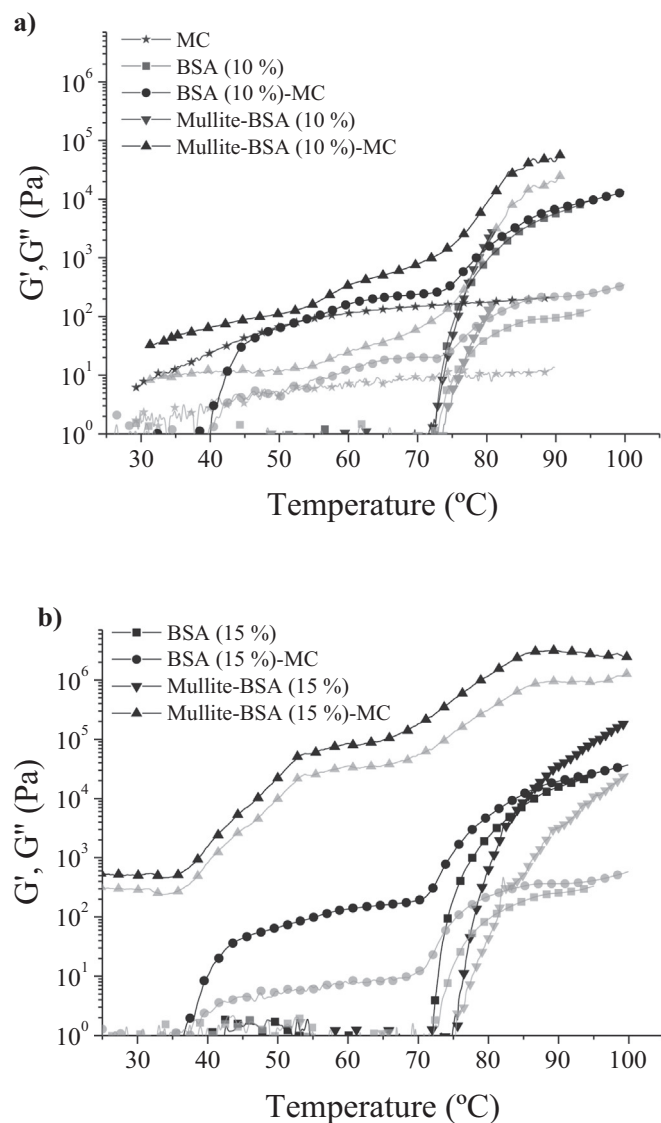 a)
MC
BSA (10 %)
BSA (10 %)-MC
Mullite-BSA (10 %)
Mullite-BSA (10 %)-MC
G',G" (Pa)
10^6
10^5
10^4
10^3
10^2
10^1
10^0
30 40 50 60 70 80 90 100
Temperature (ºC)
b)
BSA (15 %)
BSA (15 %)-MC
Mullite-BSA (15 %)
Mullite-BSA (15 %)-MC
G', G" (Pa)
10^6
10^5
10^4
10^3
10^2
10^1
10^0
30 40 50 60 70 80 90 100
Temperature (ºC)